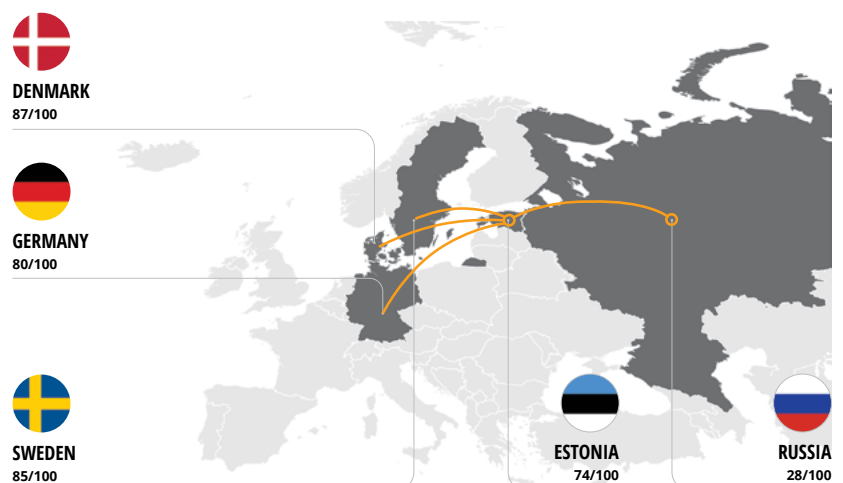 DENMARK
87/100
GERMANY
80/100
SWEDEN
85/100
ESTONIA
74/100
RUSSIA
28/100